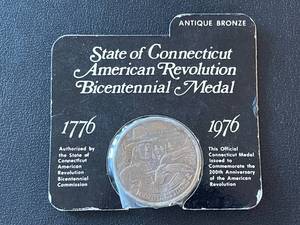 ANTIQUE BRONZE
State of Connecticut
American Revolution
Bicentennial Medal
1776
1976
Authorized by
the State of
Connecticut
American
Revolution
Bicentennial
Commission
This Official
Connecticut Medal
Issued to
Commemorate the
200th Anniversary
of the American
Revolution